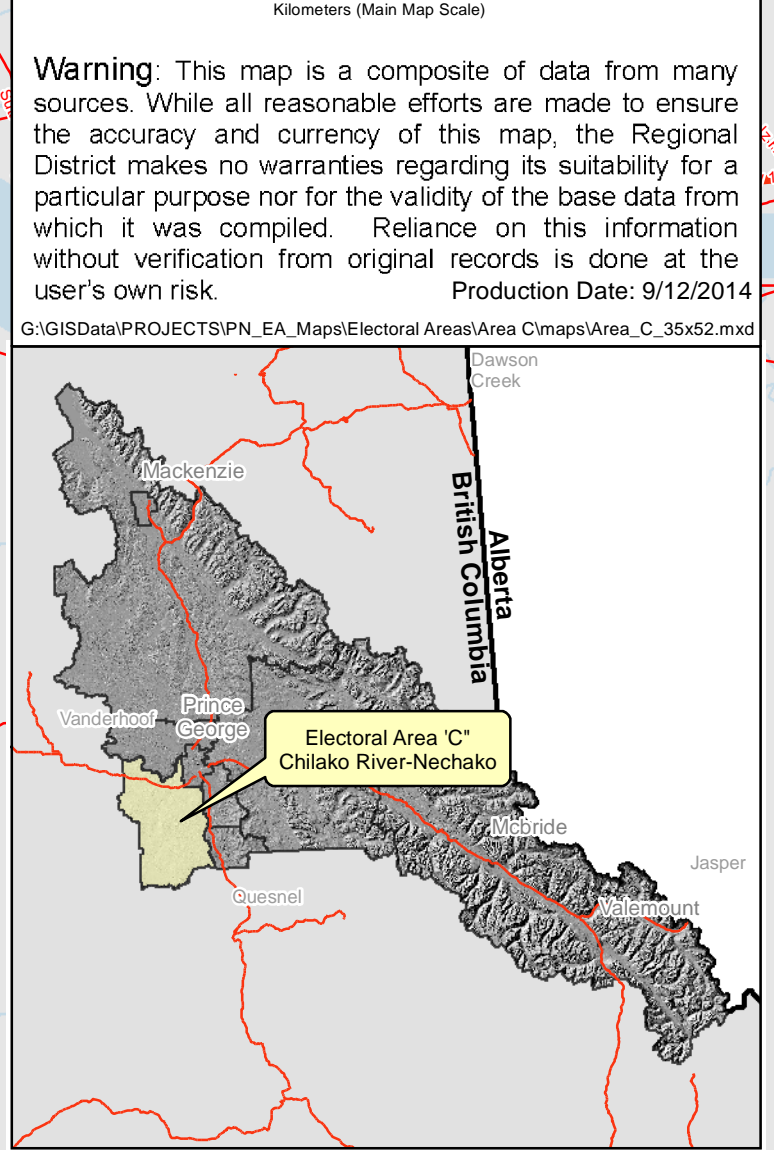 Kilometers (Main Map Scale)
Warning: This map is a composite of data from many
sources. While all reasonable efforts are made to ensure
the accuracy and currency of this map, the Regional
District makes no warranties regarding its suitability for a
particular purpose nor for the validity of the base data from
which it was compiled. Reliance on this information
without verification from original records is done at the
user's own risk.
Production Date: 9/12/2014
G:\GISData\PROJECTS\PN_EA_Maps\Electoral Areas\Area C\maps\Area_C_35x52.mxd
Dawson
Creek
Mackenzie
British Columbia
Alberta
Vanderhoof
Prince
George
Electoral Area 'C"
Chilako River-Nechako
Mcbride
Jasper
Quesnel
Valemount